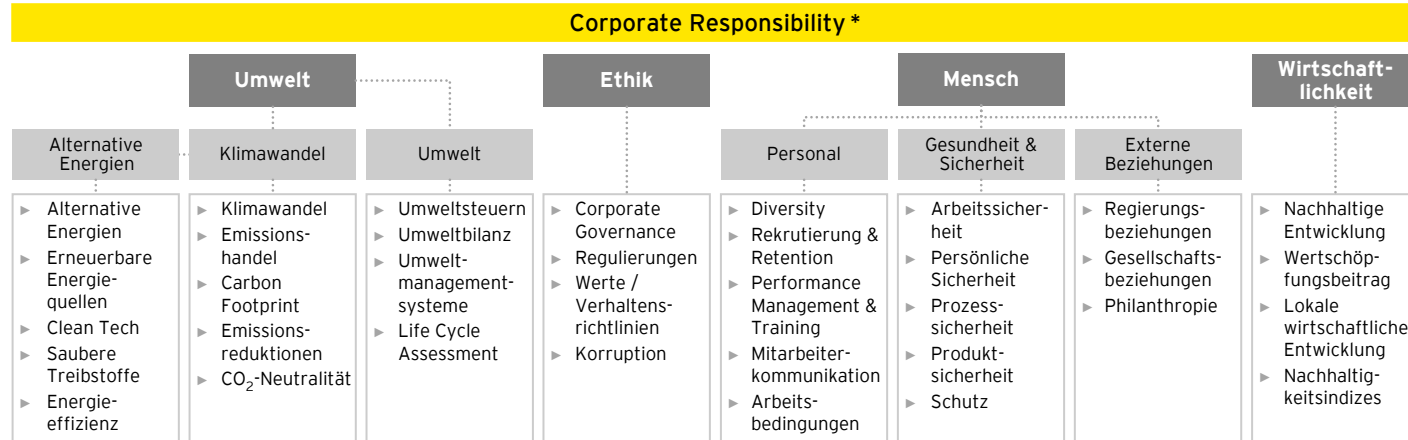 Corporate Responsibility *
Umwelt
Ethik
Mensch
Wirtschaft-
lichkeit
Alternative
Energien
Klimawandel
Umwelt
Personal
Gesundheit &
Sicherheit
Externe
Beziehungen
► Alternative
Energien
► Erneuerbare
Energie-
quellen
► Clean Tech
► Saubere
Treibstoffe
► Energie-
effizienz
► Klimawandel
► Emissions-
handel
► Carbon
Footprint
► Emissions-
reduktionen
► CO₂-Neutralität
► Umweltsteuern
► Umweltbilanz
► Umwelt-
management-
systeme
► Life Cycle
Assessment
► Corporate
Governance
► Regulierungen
► Werte /
Verhaltens-
richtlinien
► Korruption
► Diversity
► Rekrutierung &
Retention
► Performance
Management &
Training
► Mitarbeiter-
kommunikation
► Arbeits-
bedingungen
► Arbeitssicher-
heit
► Persönliche
Sicherheit
► Prozess-
sicherheit
► Produkt-
sicherheit
► Schutz
► Regierungs-
beziehungen
► Gesellschafts-
beziehungen
► Philanthropie
► Nachhaltige
Entwicklung
► Wertschöp-
fungsbeitrag
► Lokale
wirtschaftliche
Entwicklung
► Nachhaltig-
keitsindizes